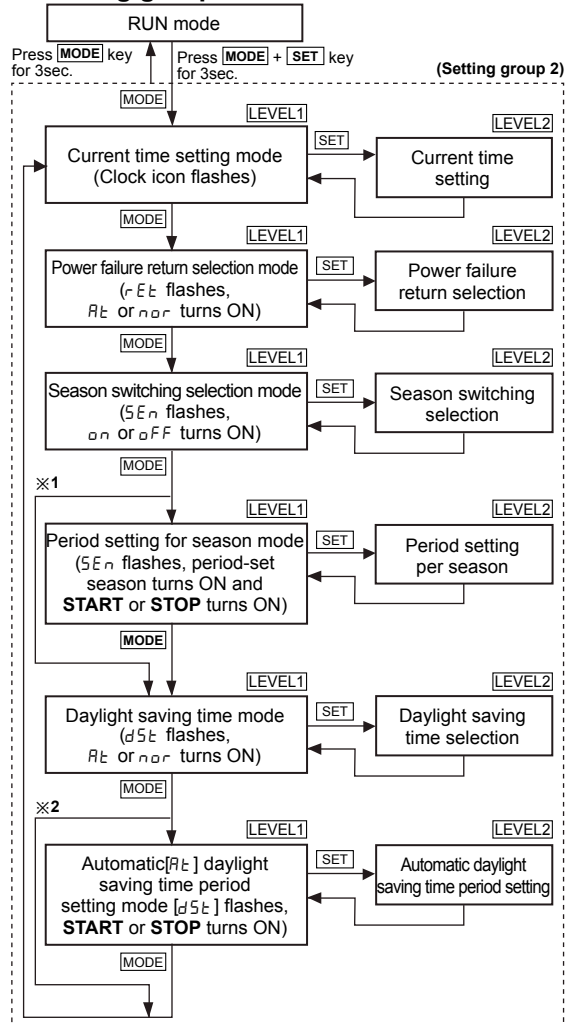 RUN mode
Press MODE key
for 3sec.
Press MODE + SET key
for 3sec.
(Setting group 2)
MODE
LEVEL1
Current time setting mode
(Clock icon flashes)
SET
LEVEL2
Current time
setting
MODE
LEVEL1
Power failure return selection mode
(rEt flashes,
At or nor turns ON)
SET
LEVEL2
Power failure
return selection
MODE
LEVEL1
Season switching selection mode
(SEn flashes,
on or oFF turns ON)
SET
LEVEL2
Season switching
selection
MODE
※1
LEVEL1
Period setting for season mode
(SEn flashes, period-set
season turns ON and
START or STOP turns ON)
SET
LEVEL2
Period setting
per season
MODE
LEVEL1
Daylight saving time mode
(dSt flashes,
At or nor turns ON)
SET
LEVEL2
Daylight saving
time selection
MODE
※2
LEVEL1
Automatic[At] daylight
saving time period
setting mode [dSt] flashes,
START or STOP turns ON)
SET
LEVEL2
Automatic daylight
saving time period setting
MODE